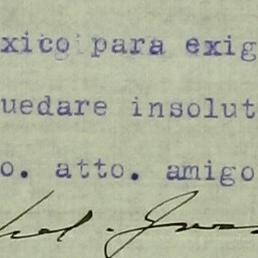 xico para exig
uedare insolut
o. atto. amigo